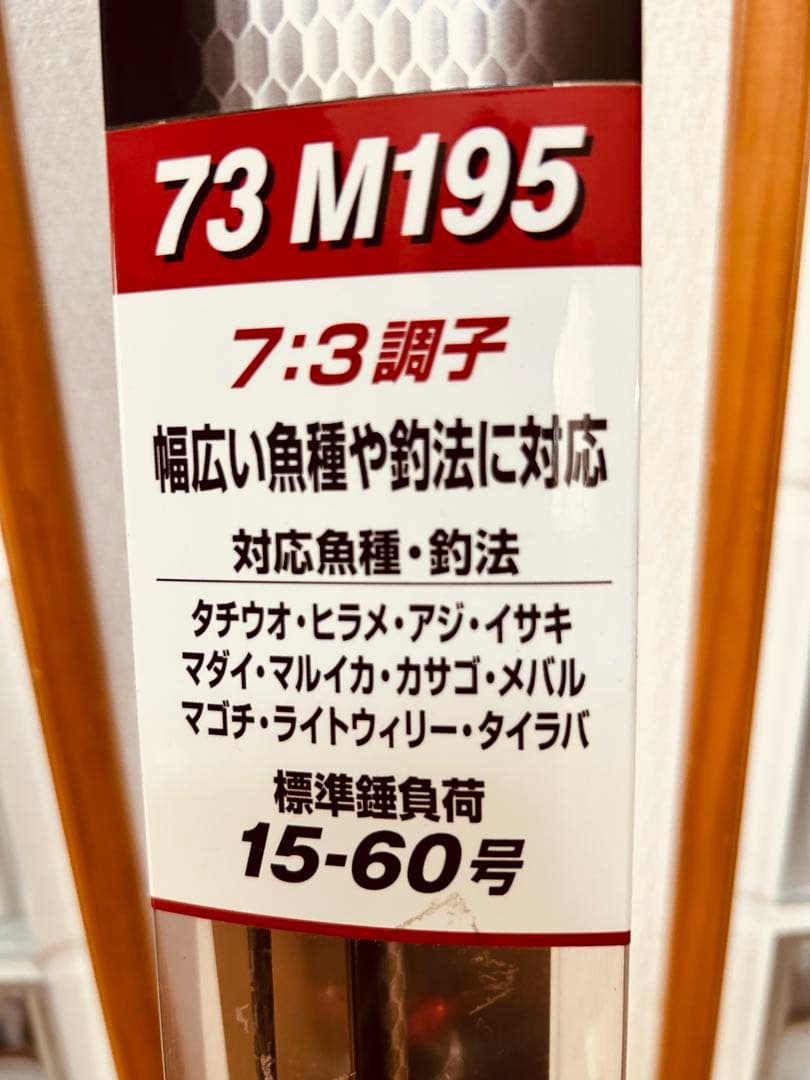 73 M195
7:3調子
幅広い魚種や釣法に対応
対応魚種・釣法
タチウオ・ヒラメ・アジ・イサキ
マダイ・マルイカ・カサゴ・メバル
マゴチ・ライトウィリー・タイラバ
標準錘負荷
15-60号